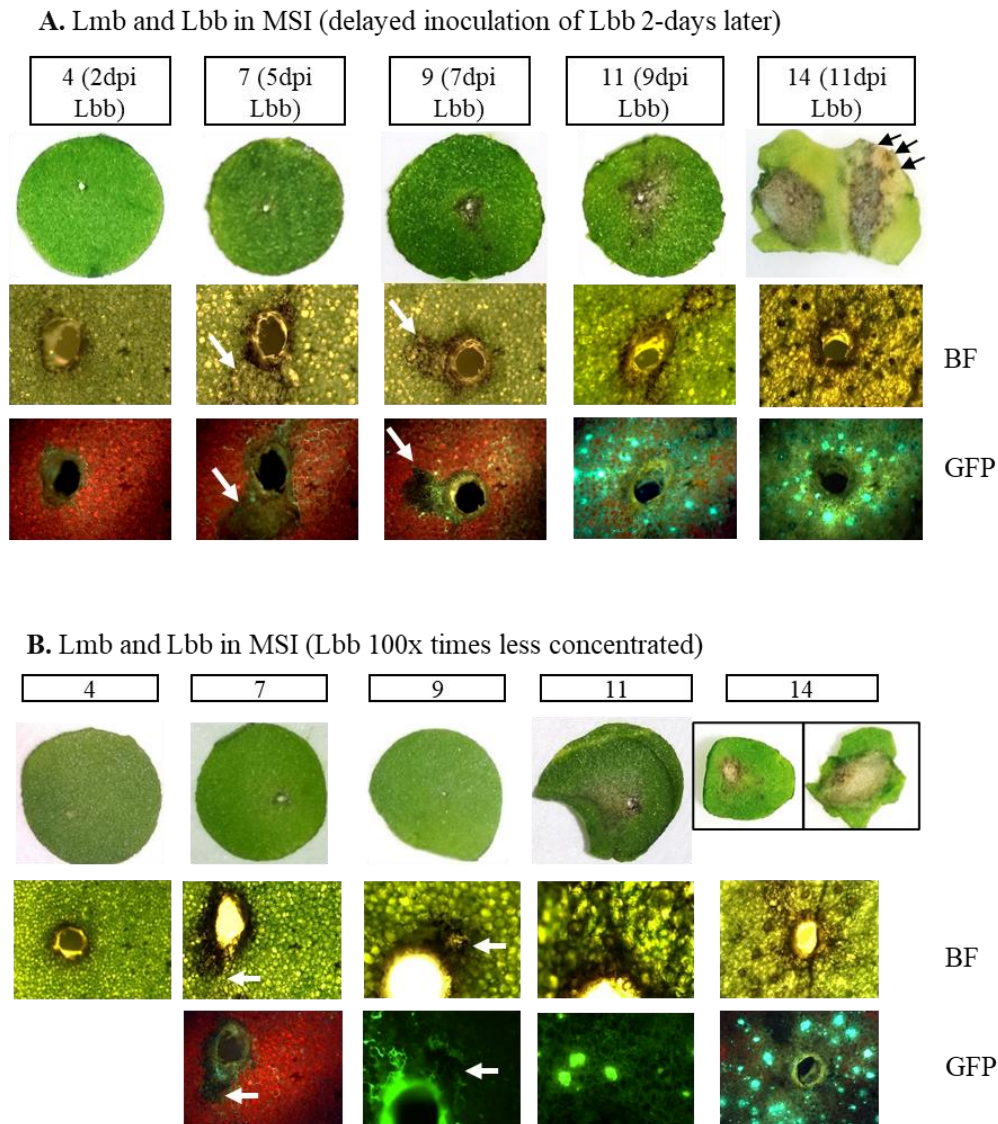 A. Lmb and Lbb in MSI (delayed inoculation of Lbb 2-days later)
4 (2dpi Lbb)
7 (5dpi Lbb)
9 (7dpi Lbb)
11 (9dpi Lbb)
14 (11dpi Lbb)
BF
GFP
B. Lmb and Lbb in MSI (Lbb 100x times less concentrated)
4
7
9
11
14
BF
GFP